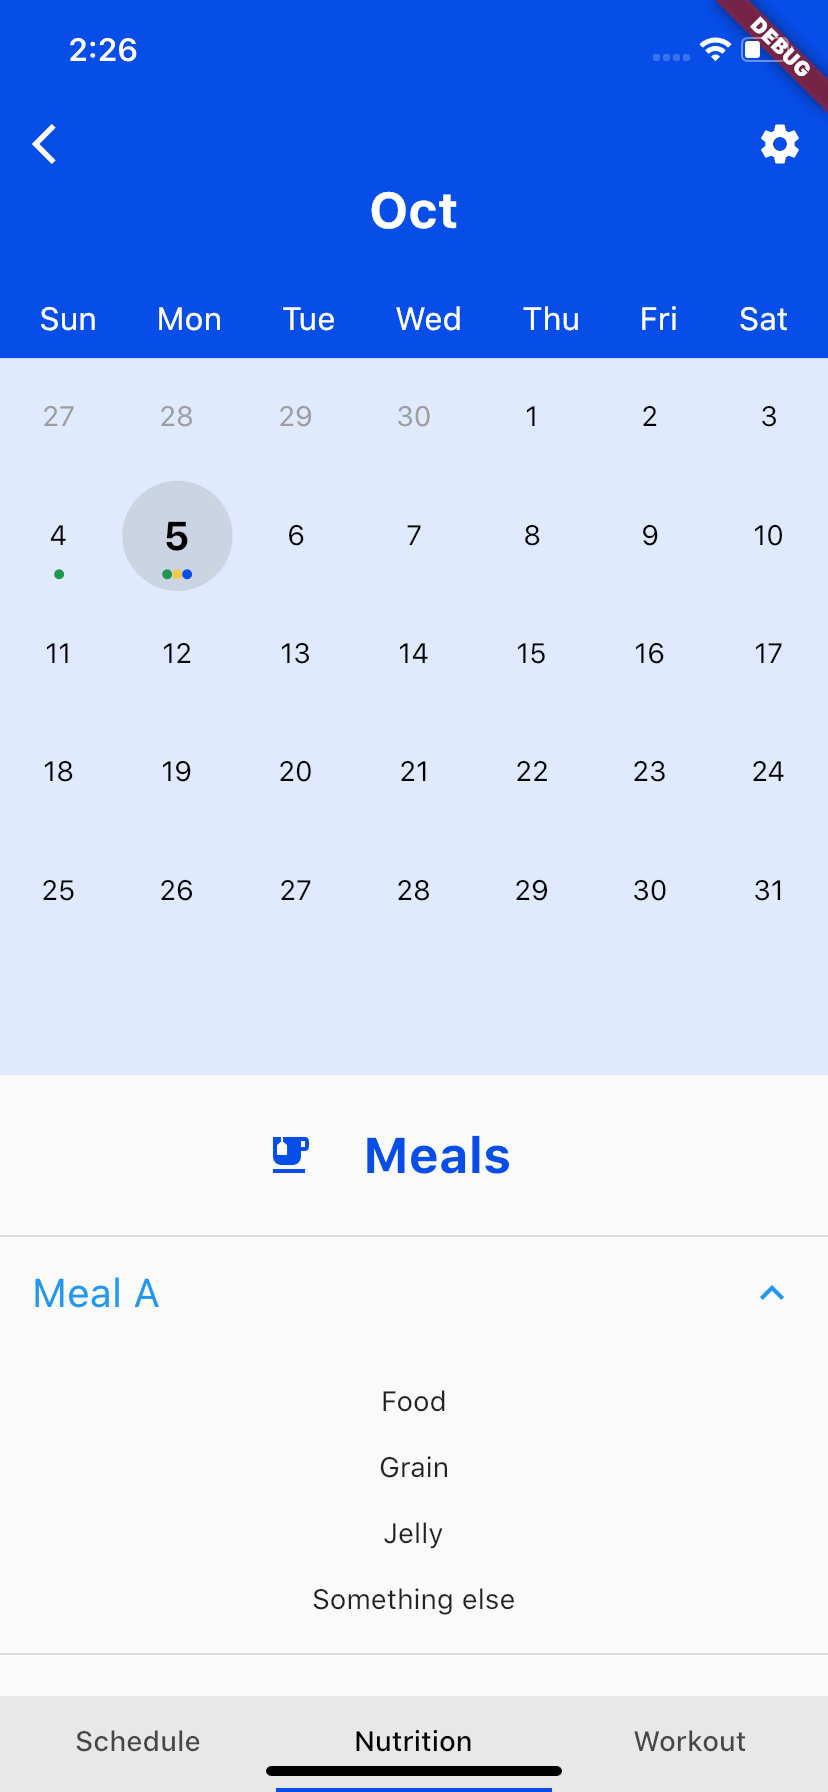 2:26
DEBUG
Oct
Sun Mon Tue Wed Thu Fri Sat
27 28 29 30 1 2 3
4 5 6 7 8 9 10
11 12 13 14 15 16 17
18 19 20 21 22 23 24
25 26 27 28 29 30 31
Meals
Meal A
Food
Grain
Jelly
Something else
Schedule Nutrition Workout